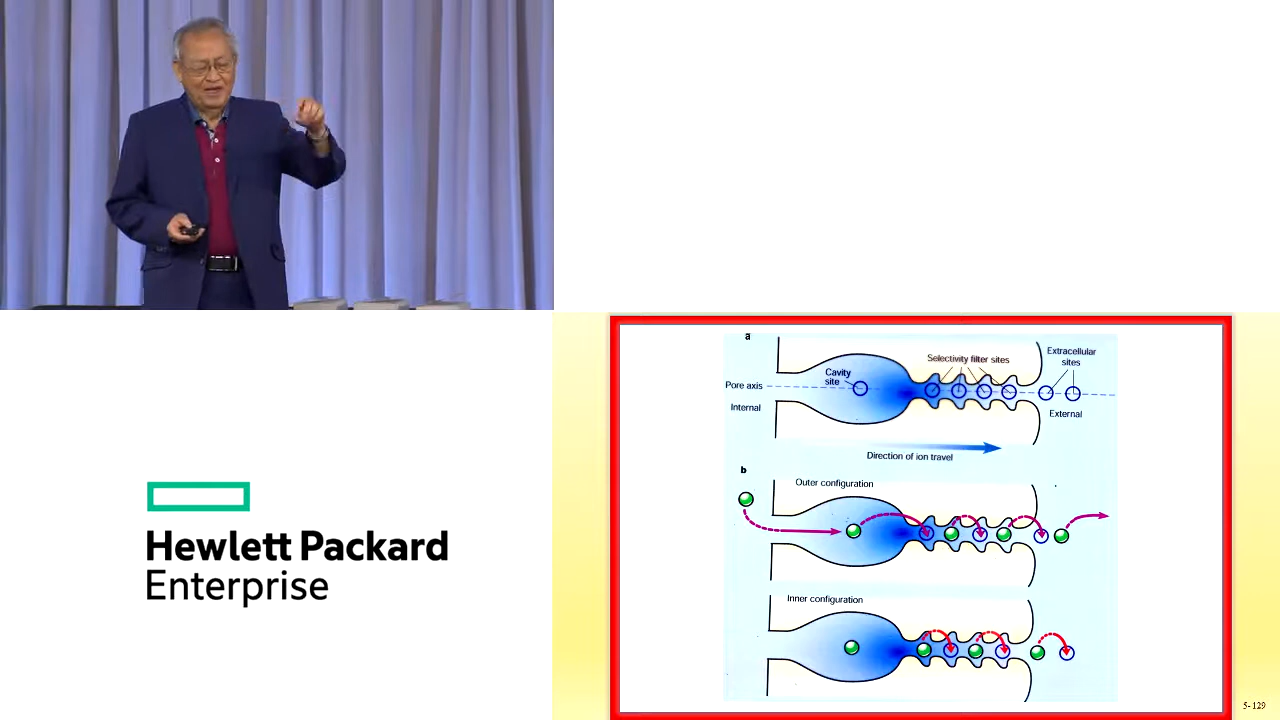 Hewlett Packard
Enterprise
a
Cavity
site
Selectivity filter sites
Extracellular
sites
Pore axis
Internal
External
Direction of ion travel
b
Outer configuration
Inner configuration
5-129